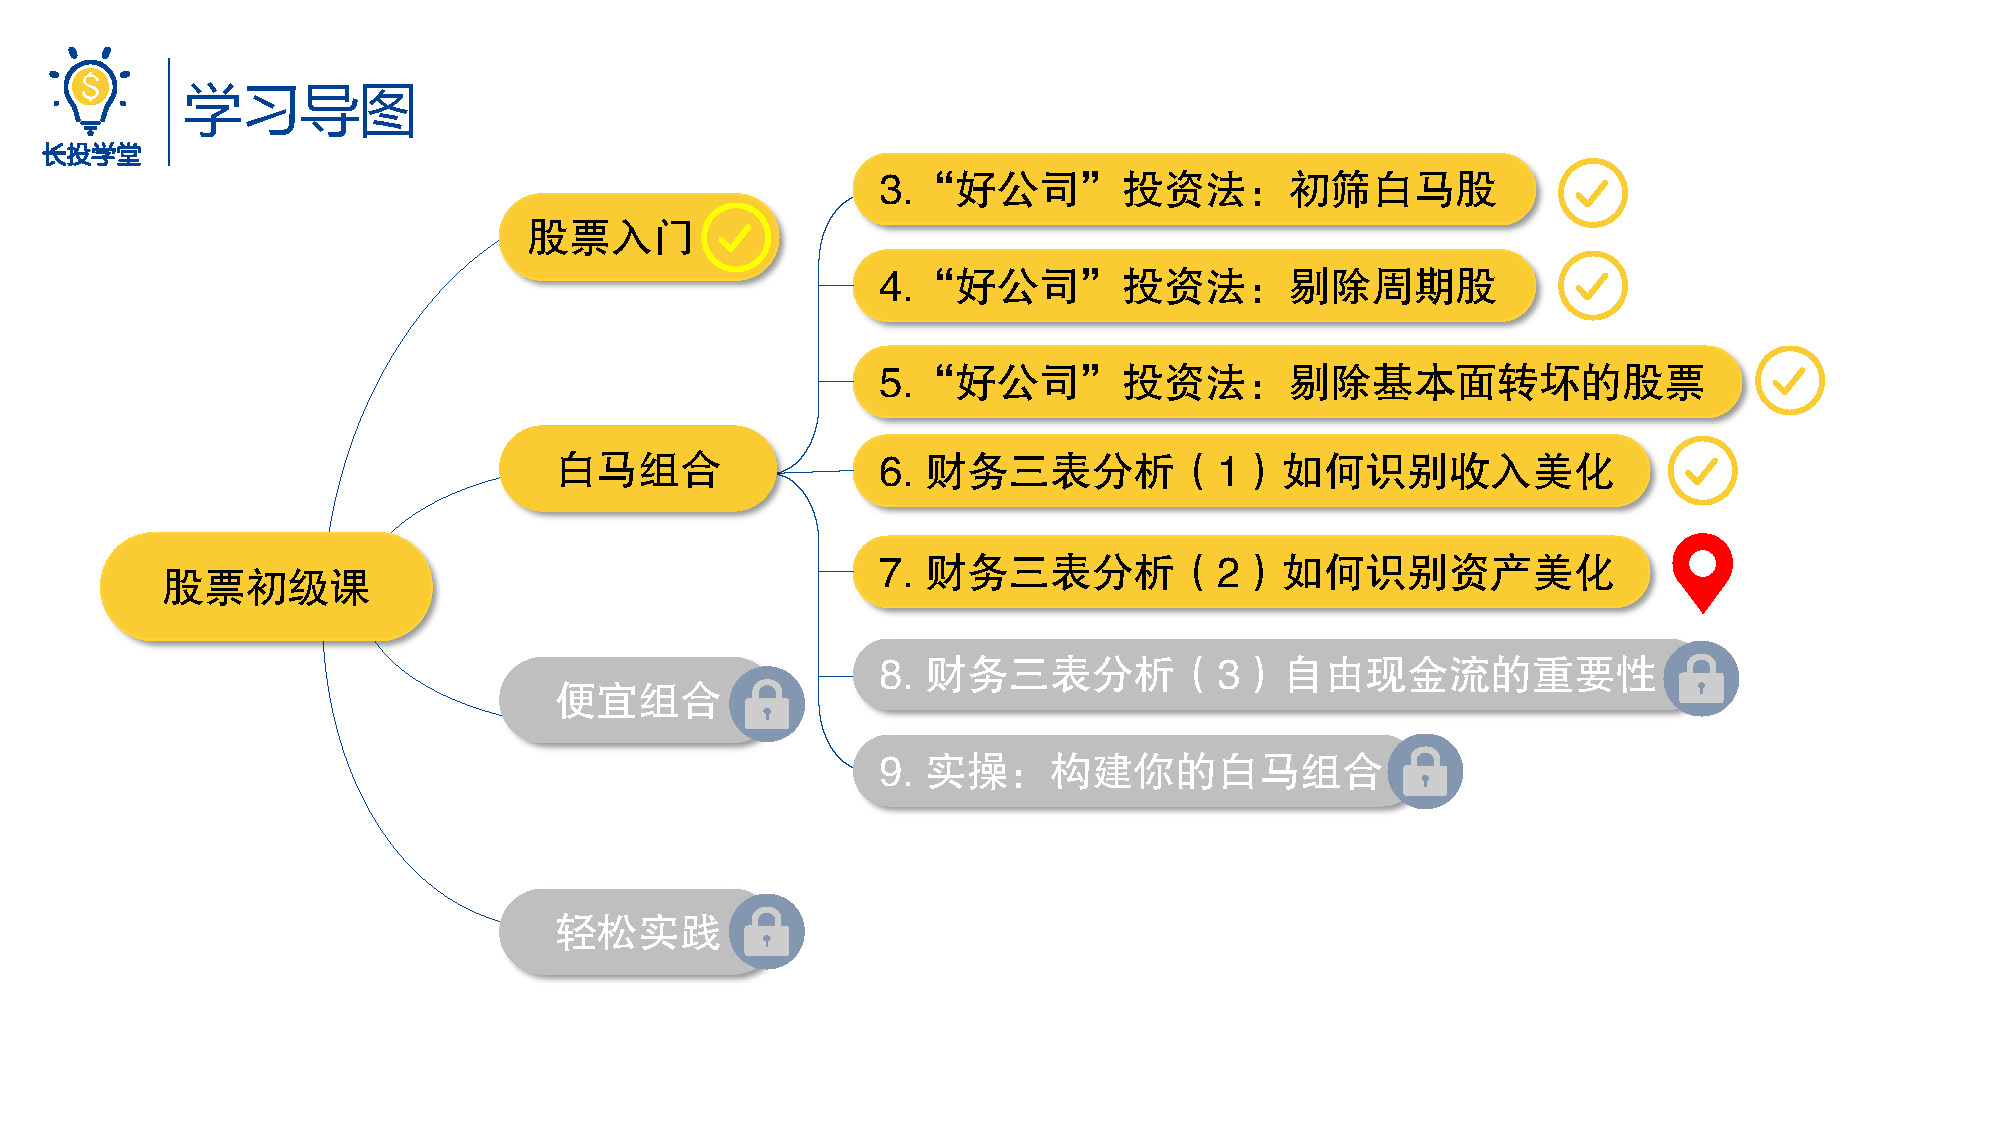 长投学堂
学习导图
股票初级课
股票入门
白马组合
3.“好公司”投资法：初筛白马股
4.“好公司”投资法：剔除周期股
5.“好公司”投资法：剔除基本面转坏的股票
6. 财务三表分析（1）如何识别收入美化
7. 财务三表分析（2）如何识别资产美化
8. 财务三表分析（3）自由现金流的重要性
9. 实操：构建你的白马组合
便宜组合
轻松实践